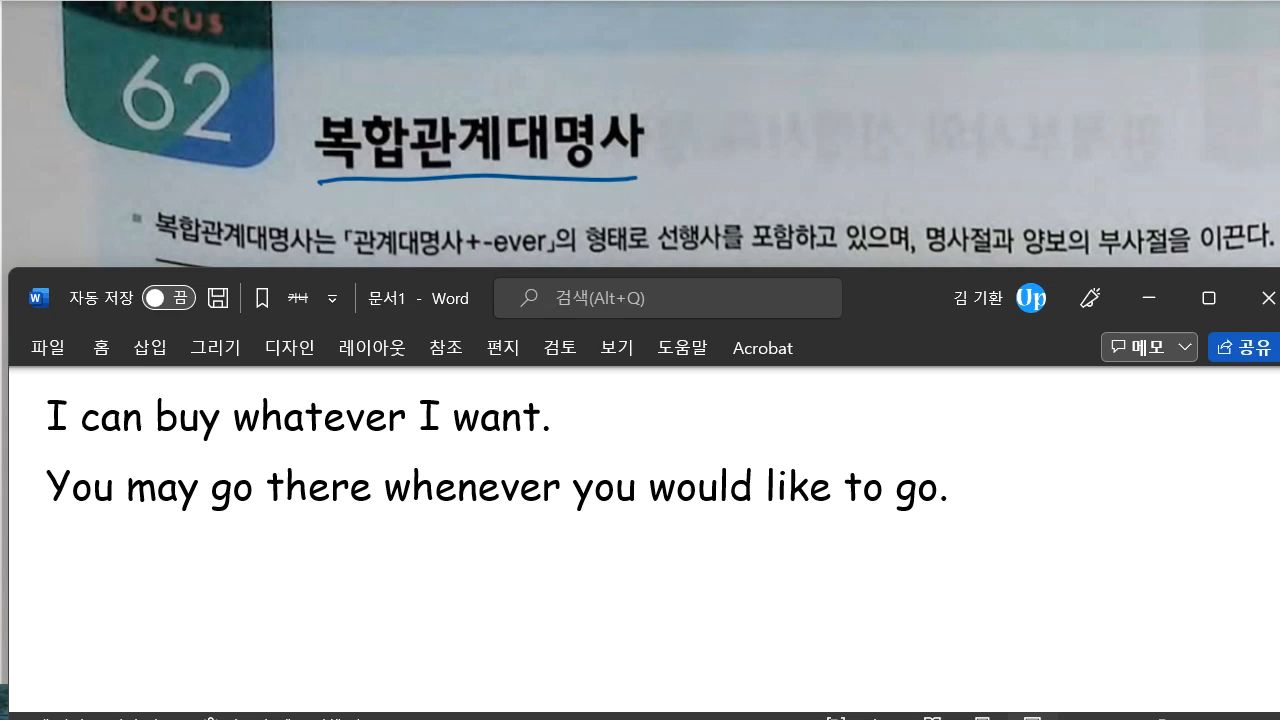 FOCUS
62
복합관계대명사
복합관계대명사는 「관계대명사+-ever」의 형태로 선행사를 포함하고 있으며, 명사절과 양보의 부사절을 이끈다.
자동 저장 끔 가나 문서1 - Word 검색(Alt+Q) 김 기환 Up
파일 홈 삽입 그리기 디자인 레이아웃 참조 편지 검토 보기 도움말 Acrobat 메모 공유
I can buy whatever I want.
You may go there whenever you would like to go.